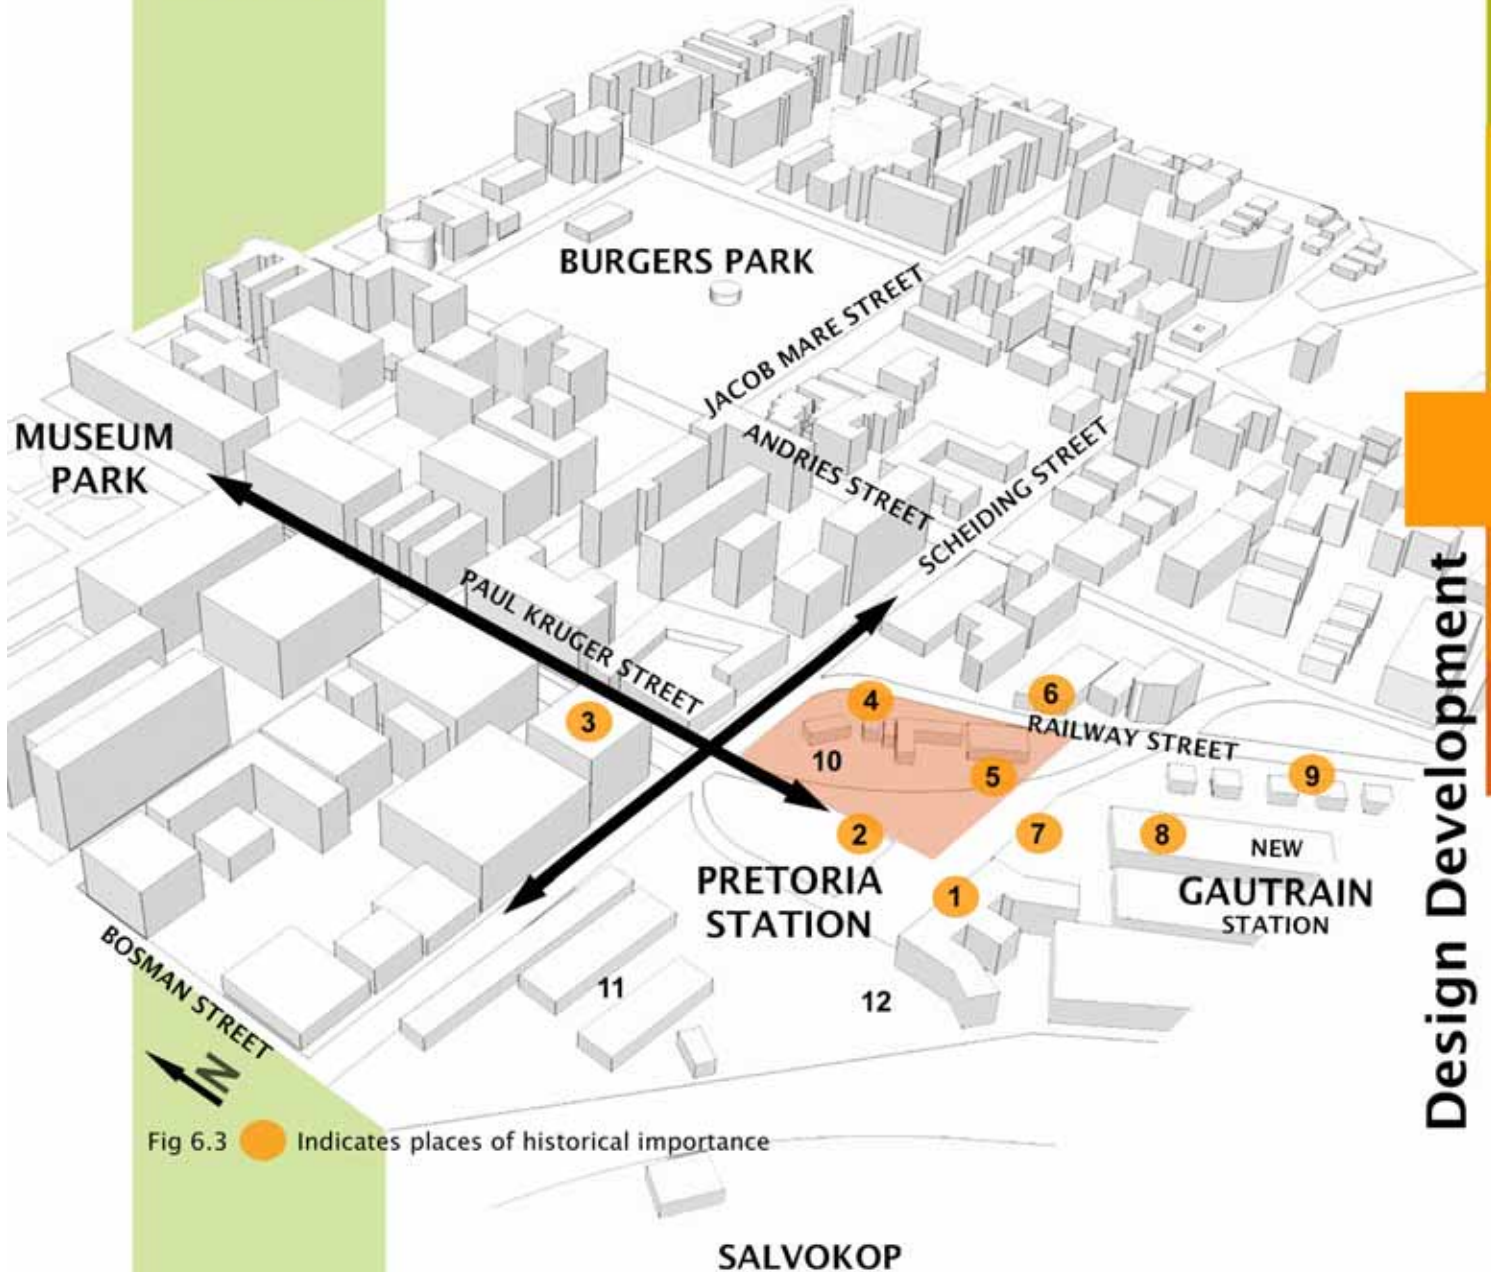 BURGERS PARK
JACOB MARE STREET
MUSEUM
PARK
ANDRIES STREET
SCHEIDING STREET
PAUL KRUGER STREET
3
4
6
RAILWAY STREET
10
5
9
2
7
8
NEW
GAUTRAIN
STATION
PRETORIA
STATION
1
11
12
BOSMAN STREET
N
Fig 6.3 Indicates places of historical importance
SALVOKOP
Design Development